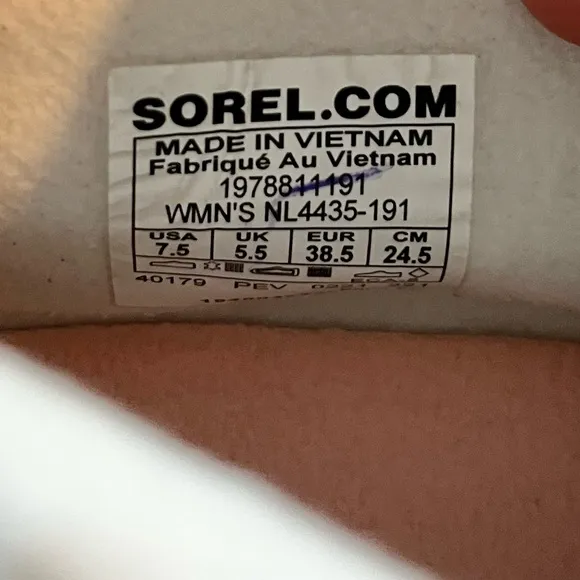 SOREL.COM
MADE IN VIETNAM
Fabriqué Au Vietnam
1978811191
WMN'S NL4435-191
USA UK EUR CM
7.5 5.5 38.5 24.5
40179 PEV